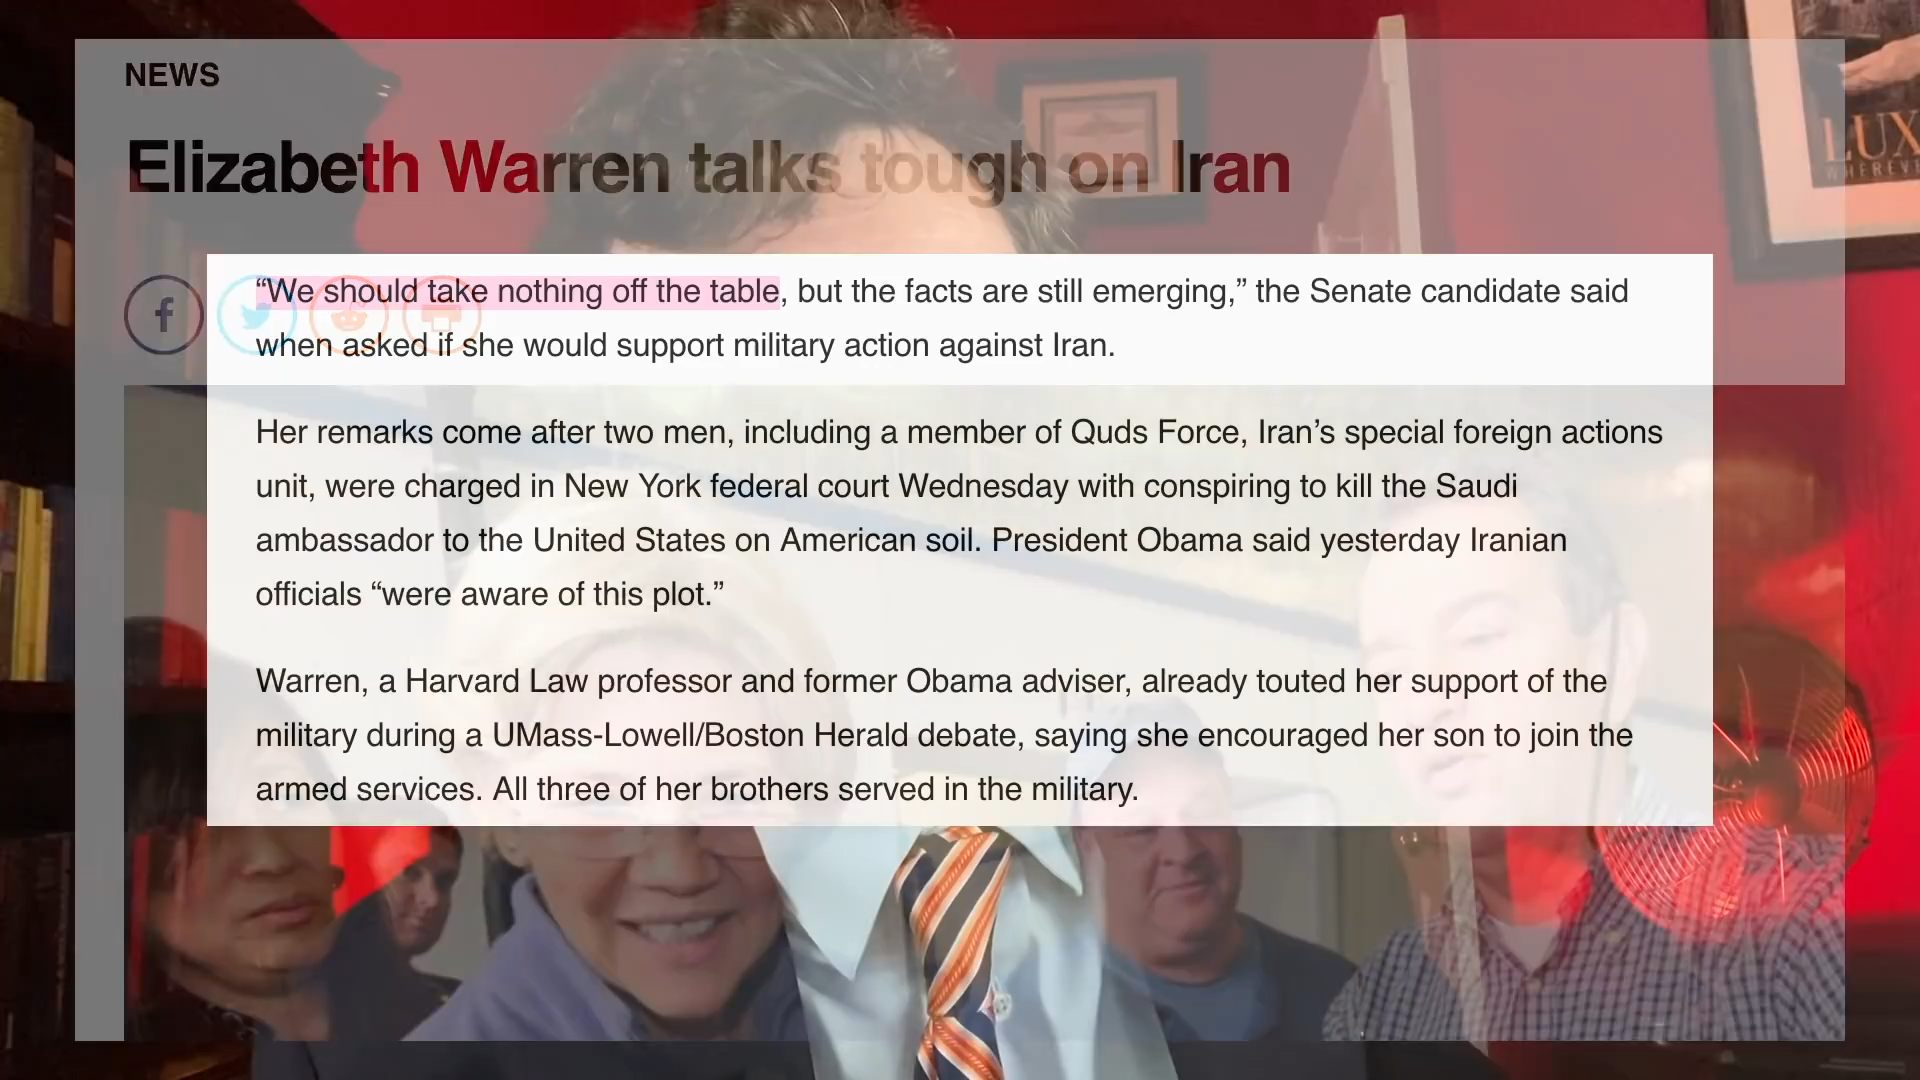 NEWS
Elizabeth Warren talks tough on Iran
“We should take nothing off the table, but the facts are still emerging,” the Senate candidate said
when asked if she would support military action against Iran.
Her remarks come after two men, including a member of Quds Force, Iran’s special foreign actions
unit, were charged in New York federal court Wednesday with conspiring to kill the Saudi
ambassador to the United States on American soil. President Obama said yesterday Iranian
officials “were aware of this plot.”
Warren, a Harvard Law professor and former Obama adviser, already touted her support of the
military during a UMass-Lowell/Boston Herald debate, saying she encouraged her son to join the
armed services. All three of her brothers served in the military.
LUX